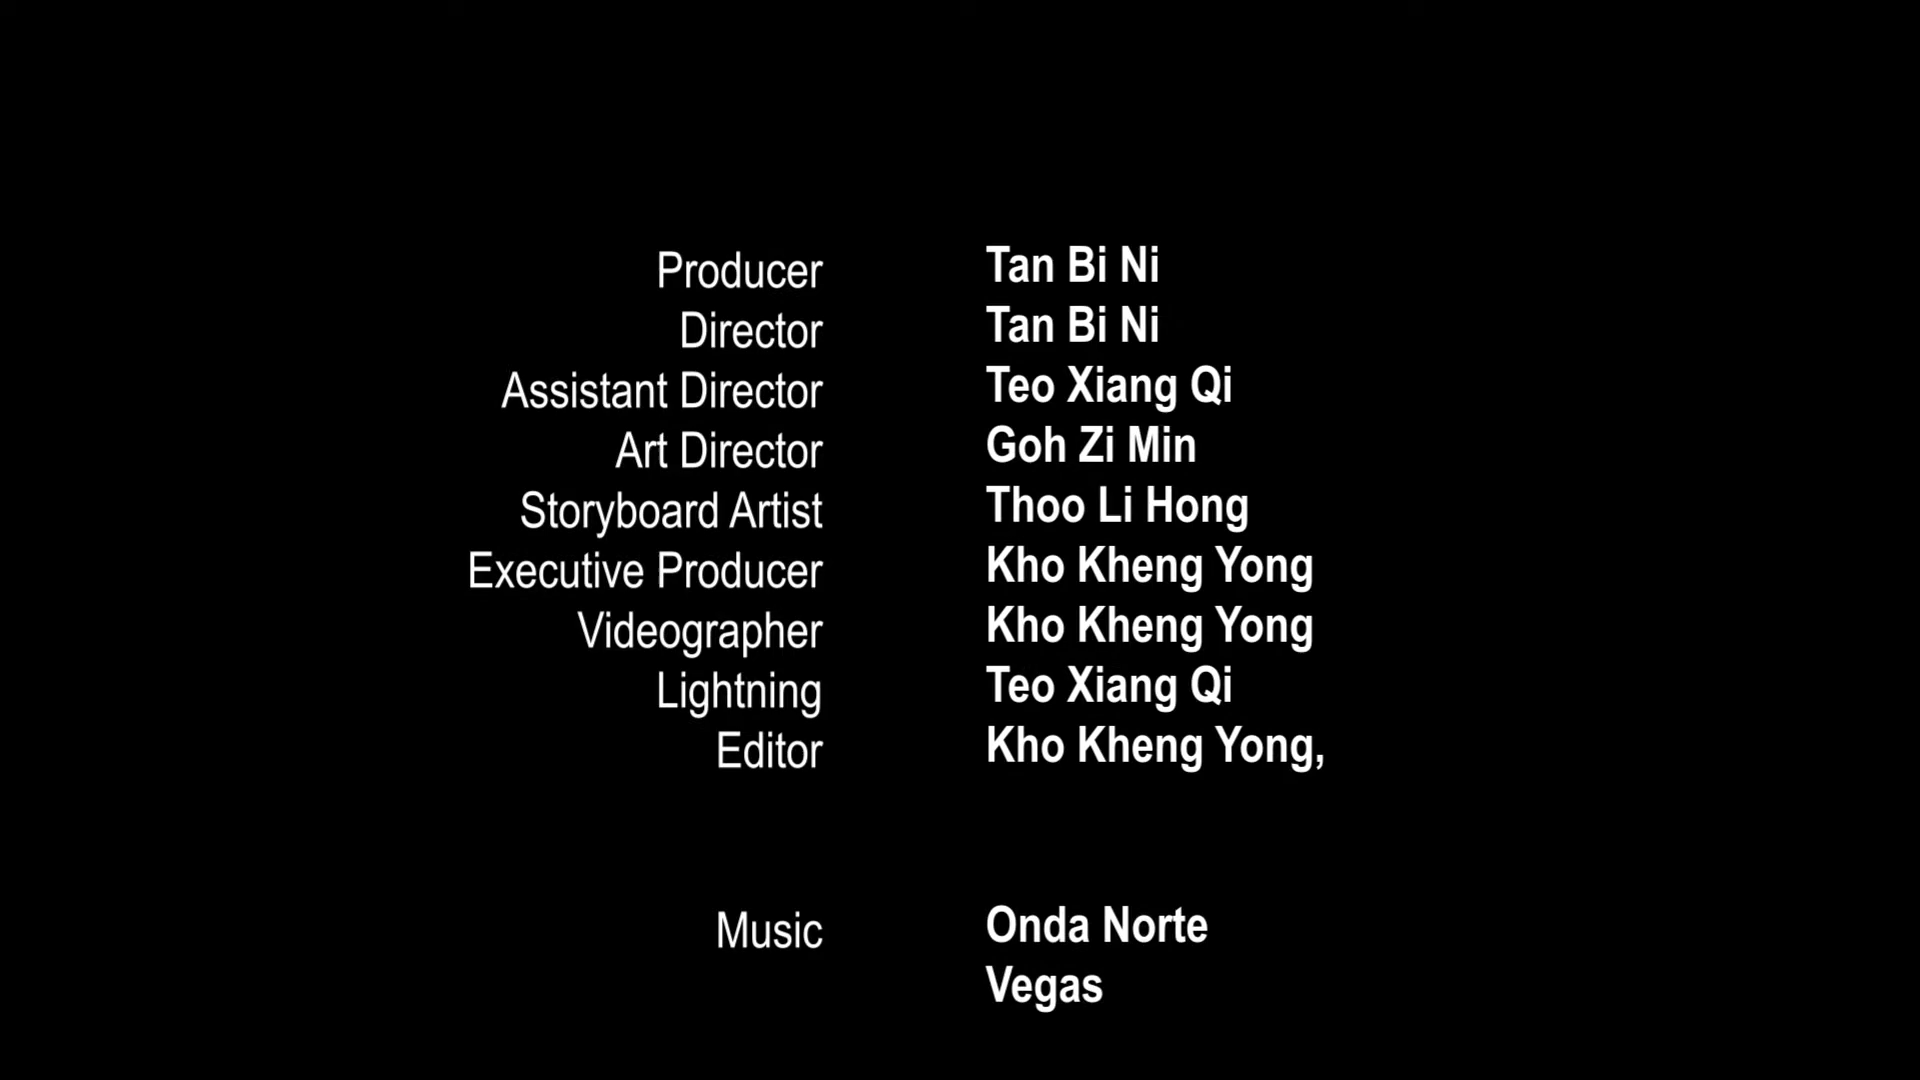 Producer Tan Bi Ni
Director Tan Bi Ni
Assistant Director Teo Xiang Qi
Art Director Goh Zi Min
Storyboard Artist Thoo Li Hong
Executive Producer Kho Kheng Yong
Videographer Kho Kheng Yong
Lightning Teo Xiang Qi
Editor Kho Kheng Yong,
Music Onda Norte
Vegas